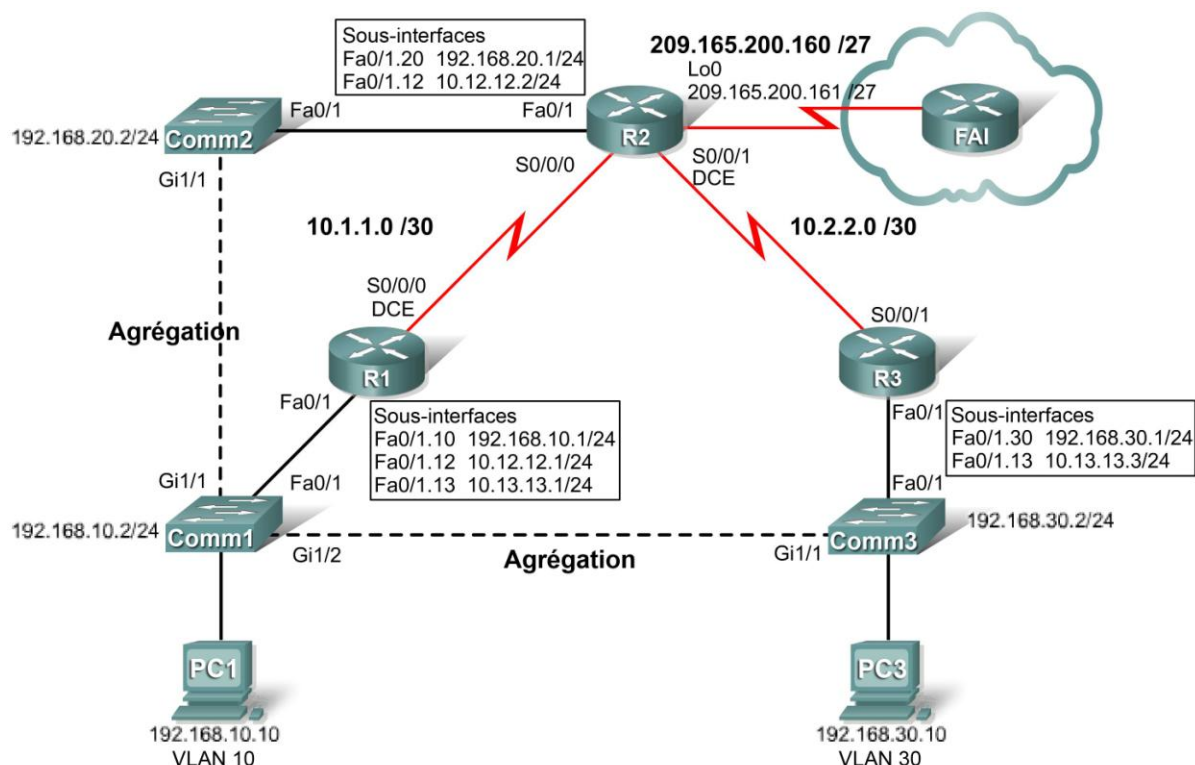 Sous-interfaces
Fa0/1.20 192.168.20.1/24
Fa0/1.12 10.12.12.2/24
209.165.200.160 /27
Lo0
209.165.200.161 /27
Fa0/1
Fa0/1
192.168.20.2/24
Comm2
R2
FAI
Gi1/1
S0/0/0
S0/0/1
DCE
10.1.1.0 /30
10.2.2.0 /30
S0/0/0
DCE
Agrégation
S0/0/1
R1
R3
Fa0/1
Sous-interfaces
Fa0/1.10 192.168.10.1/24
Fa0/1.12 10.12.12.1/24
Fa0/1.13 10.13.13.1/24
Fa0/1
Sous-interfaces
Fa0/1.30 192.168.30.1/24
Fa0/1.13 10.13.13.3/24
Gi1/1
Fa0/1
Fa0/1
192.168.10.2/24
Comm1
Gi1/2
Agrégation
Gi1/1
Comm3
192.168.30.2/24
PC1
PC3
192.168.10.10
VLAN 10
192.168.30.10
VLAN 30